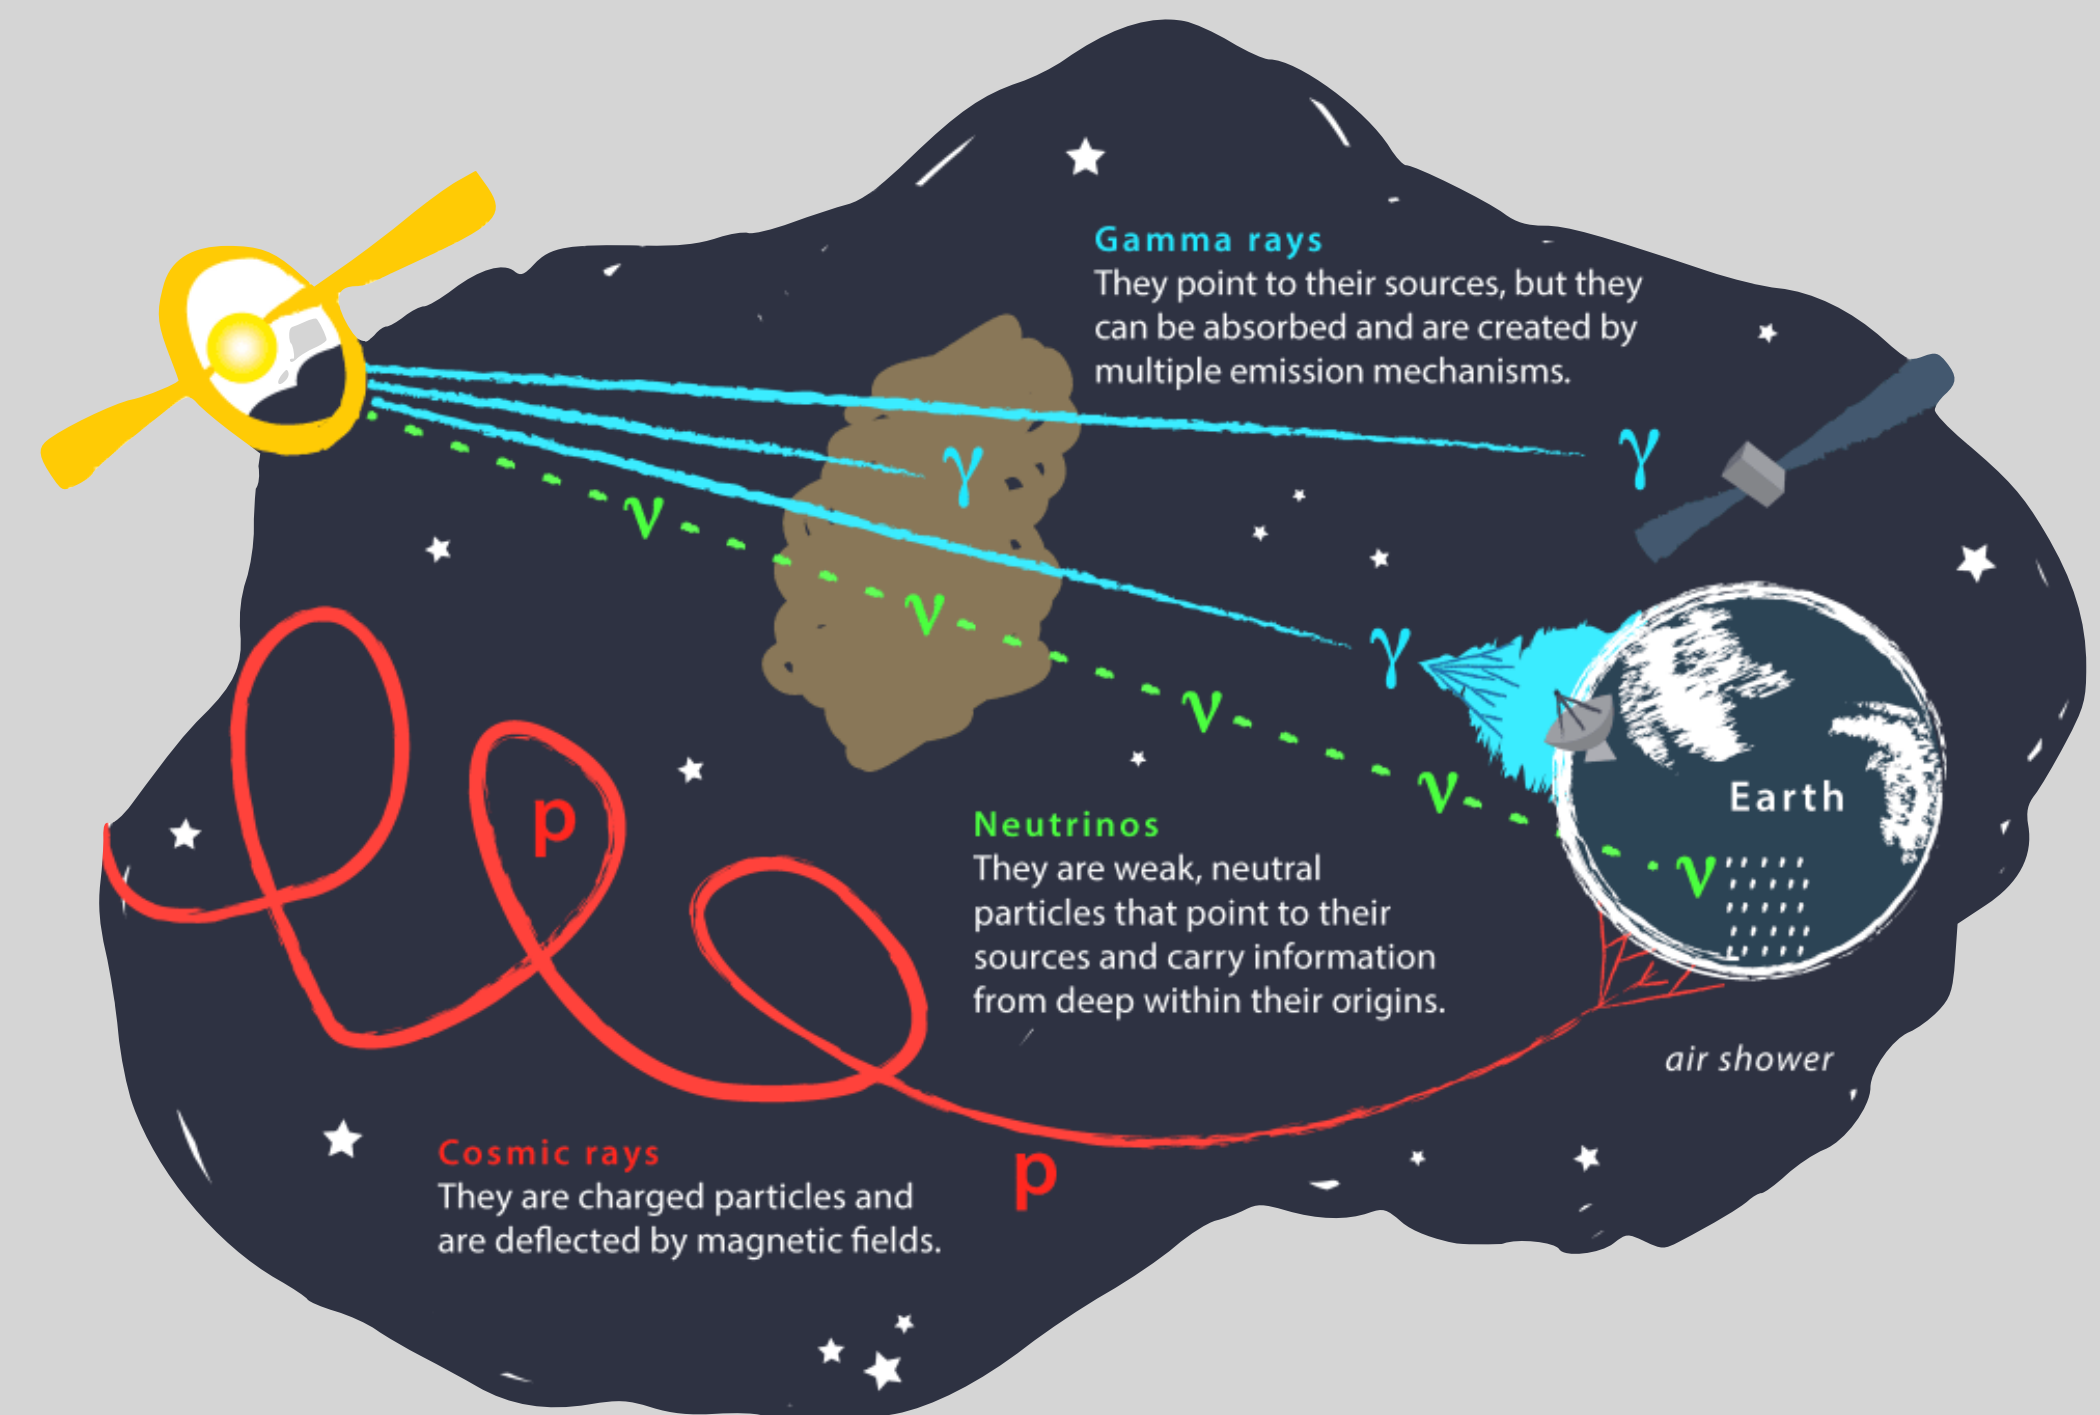 Gamma rays
They point to their sources, but they
can be absorbed and are created by
multiple emission mechanisms.
γ
γ
ν
ν
γ
ν
ν
Earth
ν
p
Neutrinos
They are weak, neutral
particles that point to their
sources and carry information
from deep within their origins.
air shower
p
Cosmic rays
They are charged particles and
are deflected by magnetic fields.